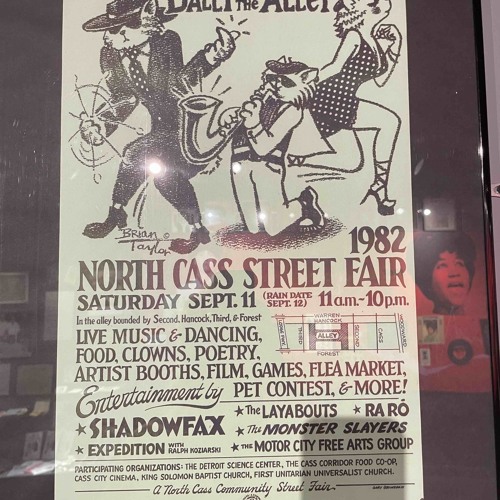 DALLY IN THE ALLEY
Brian ©
Taylor
1982
NORTH CASS STREET FAIR
SATURDAY SEPT. 11 (RAIN DATE SEPT. 12) 11 a.m.-10 p.m.
In the alley bounded by Second, Hancock, Third, & Forest
LIVE MUSIC & DANCING,
FOOD, CLOWNS, POETRY,
ARTIST BOOTHS, FILM, GAMES, FLEA MARKET,
PET CONTEST, & MORE!
WARREN
HANCOCK
THIRD
ALLEY
SECOND
CASS
WOODWARD
FOREST
Entertainment by
★ SHADOWFAX
★ The LAYABOUTS ★ RA RŌ
★ The MONSTER SLAYERS
★ EXPEDITION WITH RALPH KOZIARSKI
★ THE MOTOR CITY FREE ARTS GROUP
PARTICIPATING ORGANIZATIONS: THE DETROIT SCIENCE CENTER, THE CASS CORRIDOR FOOD CO-OP,
CASS CITY CINEMA, KING SOLOMON BAPTIST CHURCH, FIRST UNITARIAN UNIVERSALIST CHURCH.
A North Cass Community Street Fair